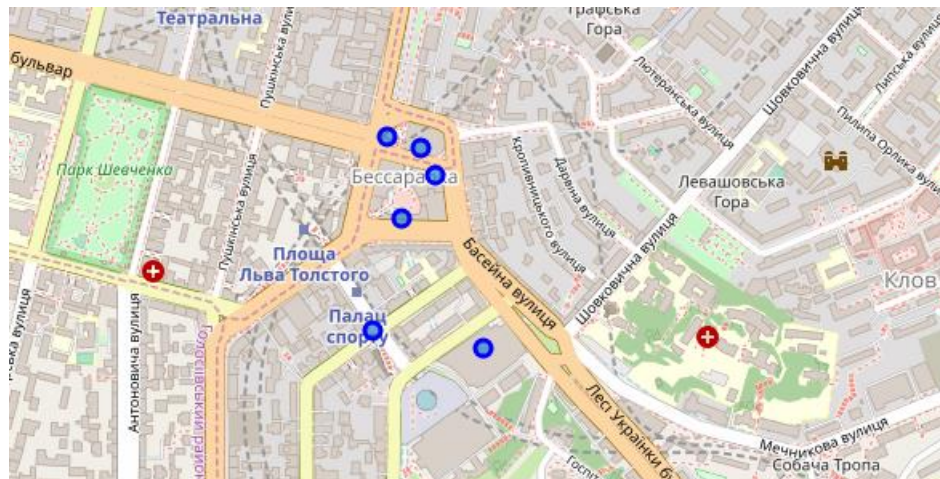 Театральна
Графська
Гора
бульвар
Пушкінська вулиця
Шовковична вулиця
Липська вулиця
Лютеранська вулиця
Пилипа Орлика вулиця
Парк Шевченка
Бессарабка
Кропивницького вулиця
Дарвіна вулиця
Левашовська
Гора
Пушкінська вулиця
Площа
Льва Толстого
Басейна вулиця
Шовковична вулиця
Клов
Палац
спорту
Антоновича вулиця
Голосіївський район
Лесі Українки б
Мечникова вулиця
Собача Тропа